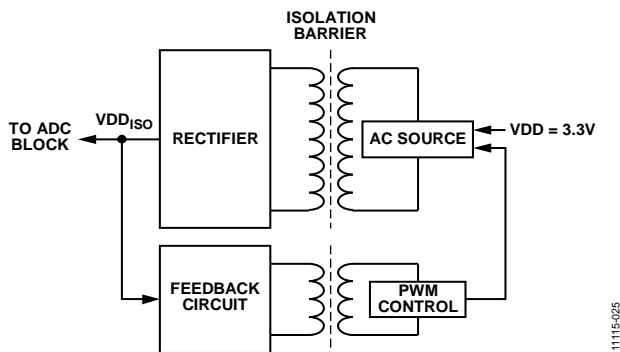 ISOLATION
BARRIER
VDDISO
TO ADC
BLOCK
RECTIFIER
AC SOURCE
VDD = 3.3V
FEEDBACK
CIRCUIT
PWM
CONTROL
11115-025